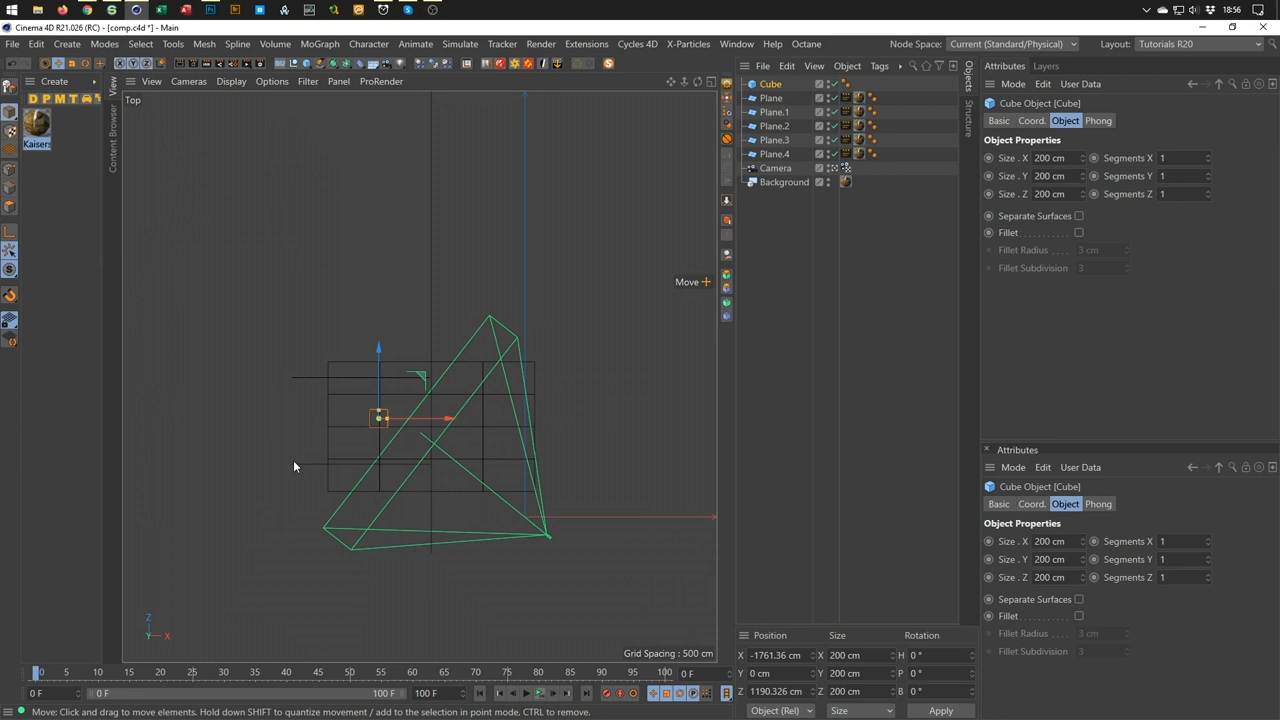 Cinema 4D R21.026 (RC) - [comp.c4d *] - Main
18:56
File Edit Create Modes Select Tools Mesh Spline Volume MoGraph Character Animate Simulate Tracker Render Extensions Cycles 4D X-Particles Window Help Octane
Node Space: Current (Standard/Physical) Layout: Tutorials R20
Create
View Cameras Display Options Filter Panel ProRender
File Edit View Object Tags
Attributes Layers
Mode Edit User Data
D P M T
Kaisers
View
Content Browser
Objects
Structure
Top
Cube
Plane
Plane.1
Plane.2
Plane.3
Plane.4
Camera
Background
Cube Object [Cube]
Basic Coord. Object Phong
Object Properties
Size . X 200 cm Segments X 1
Size . Y 200 cm Segments Y 1
Size . Z 200 cm Segments Z 1
Separate Surfaces
Fillet
Fillet Radius 3 cm
Fillet Subdivision 3
Move
Attributes
Mode Edit User Data
Cube Object [Cube]
Basic Coord. Object Phong
Object Properties
Size . X 200 cm Segments X 1
Size . Y 200 cm Segments Y 1
Size . Z 200 cm Segments Z 1
Separate Surfaces
Fillet
Fillet Radius 3 cm
Fillet Subdivision 3
Z
Y X
Grid Spacing : 500 cm
Position Size Rotation
X -1761.36 cm X 200 cm H 0 °
Y 0 cm Y 200 cm P 0 °
Z 1190.326 cm Z 200 cm B 0 °
Object (Rel) Size Apply
0 5 10 15 20 25 30 35 40 45 50 55 60 65 70 75 80 85 90 95 100 0 F
0 F 0 F 100 F 100 F
Move: Click and drag to move elements. Hold down SHIFT to quantize movement / add to the selection in point mode, CTRL to remove.